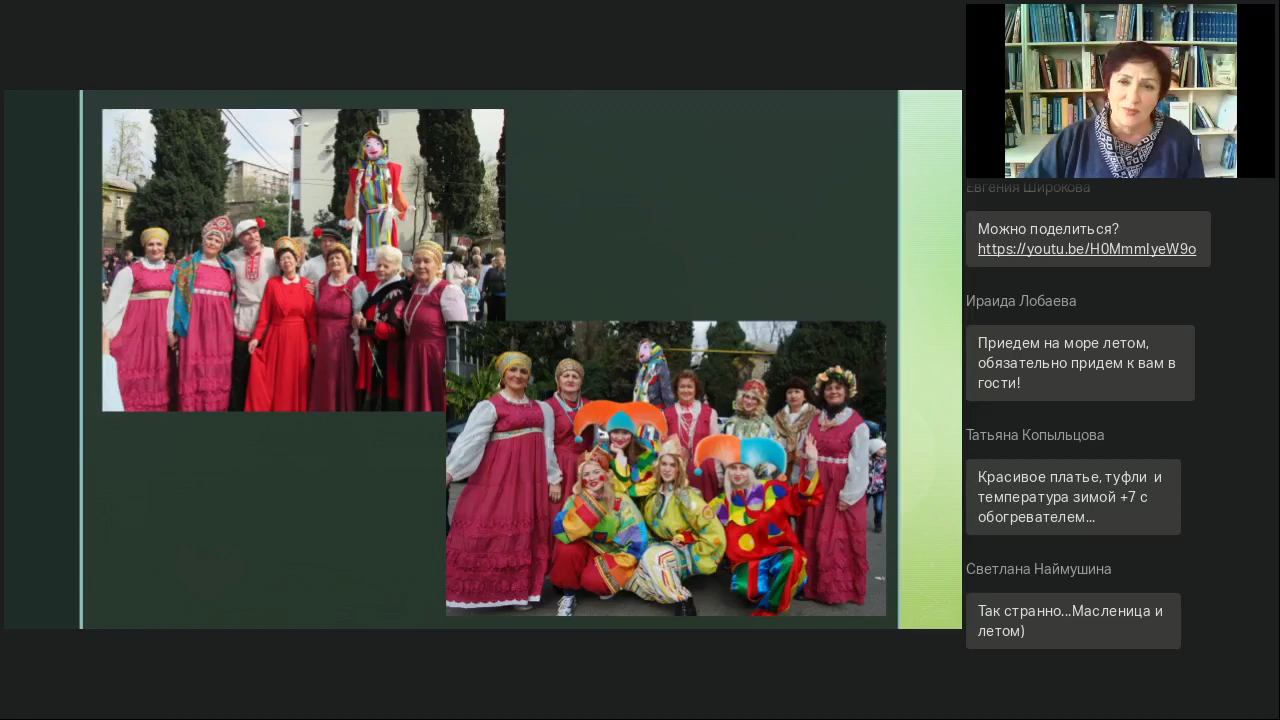 Евгения Широкова
Можно поделиться?
https://youtu.be/H0MmmIyeW9o
Ираида Лобаева
Приедем на море летом,
обязательно придем к вам в
гости!
Татьяна Копыльцова
Красивое платье, туфли и
температура зимой +7 с
обогревателем...
Светлана Наймушина
Так странно...Масленица и
летом)